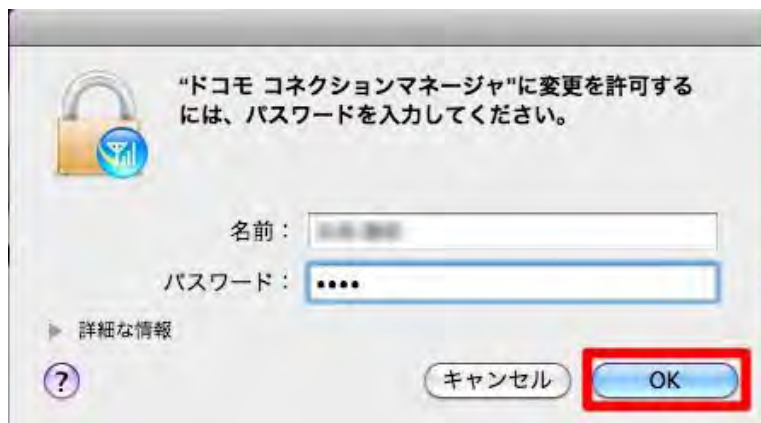 “ドコモ コネクションマネージャ"に変更を許可する
には、パスワードを入力してください。
名前：
パスワード： ••••
▶ 詳細な情報
? キャンセル OK